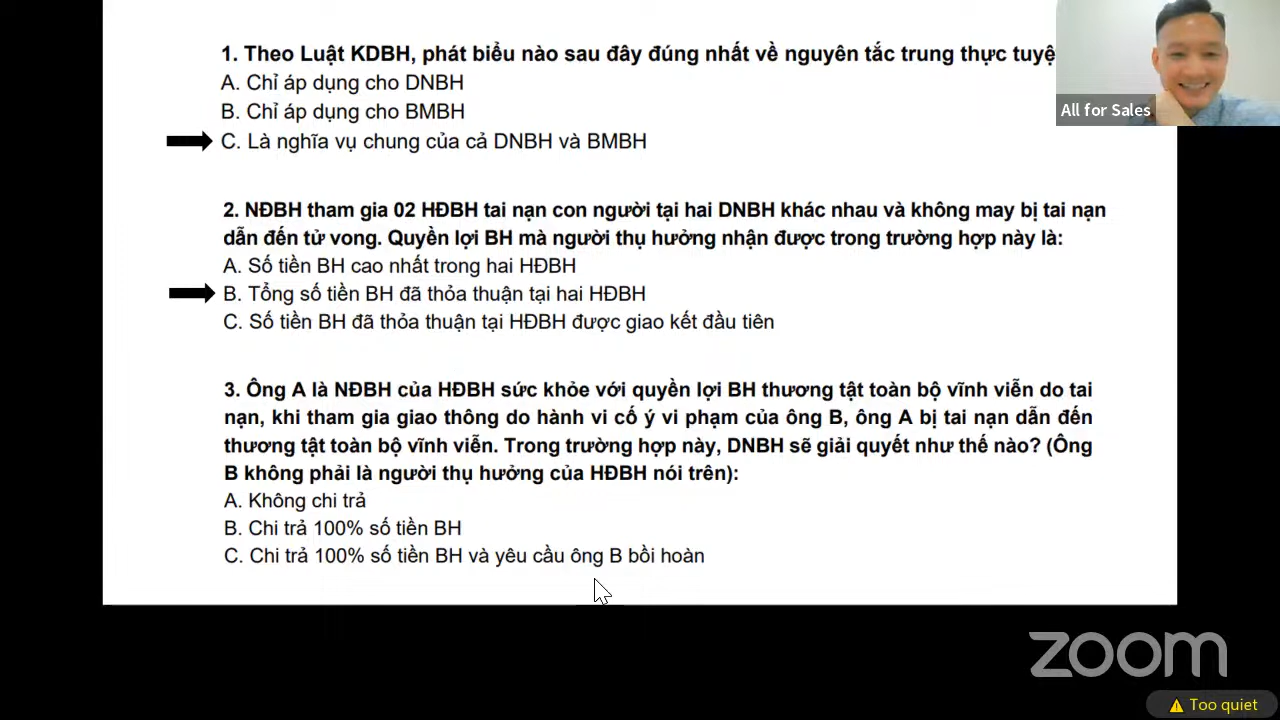 1. Theo Luật KDBH, phát biểu nào sau đây đúng nhất về nguyên tắc trung thực tuyệ
A. Chỉ áp dụng cho DNBH
B. Chỉ áp dụng cho BMBH
C. Là nghĩa vụ chung của cả DNBH và BMBH
All for Sales
2. NĐBH tham gia 02 HĐBH tai nạn con người tại hai DNBH khác nhau và không may bị tai nạn
dẫn đến tử vong. Quyền lợi BH mà người thụ hưởng nhận được trong trường hợp này là:
A. Số tiền BH cao nhất trong hai HĐBH
B. Tổng số tiền BH đã thỏa thuận tại hai HĐBH
C. Số tiền BH đã thỏa thuận tại HĐBH được giao kết đầu tiên
3. Ông A là NĐBH của HĐBH sức khỏe với quyền lợi BH thương tật toàn bộ vĩnh viễn do tai
nạn, khi tham gia giao thông do hành vi cố ý vi phạm của ông B, ông A bị tai nạn dẫn đến
thương tật toàn bộ vĩnh viễn. Trong trường hợp này, DNBH sẽ giải quyết như thế nào? (Ông
B không phải là người thụ hưởng của HĐBH nói trên):
A. Không chi trả
B. Chi trả 100% số tiền BH
C. Chi trả 100% số tiền BH và yêu cầu ông B bồi hoàn
zoom
Too quiet